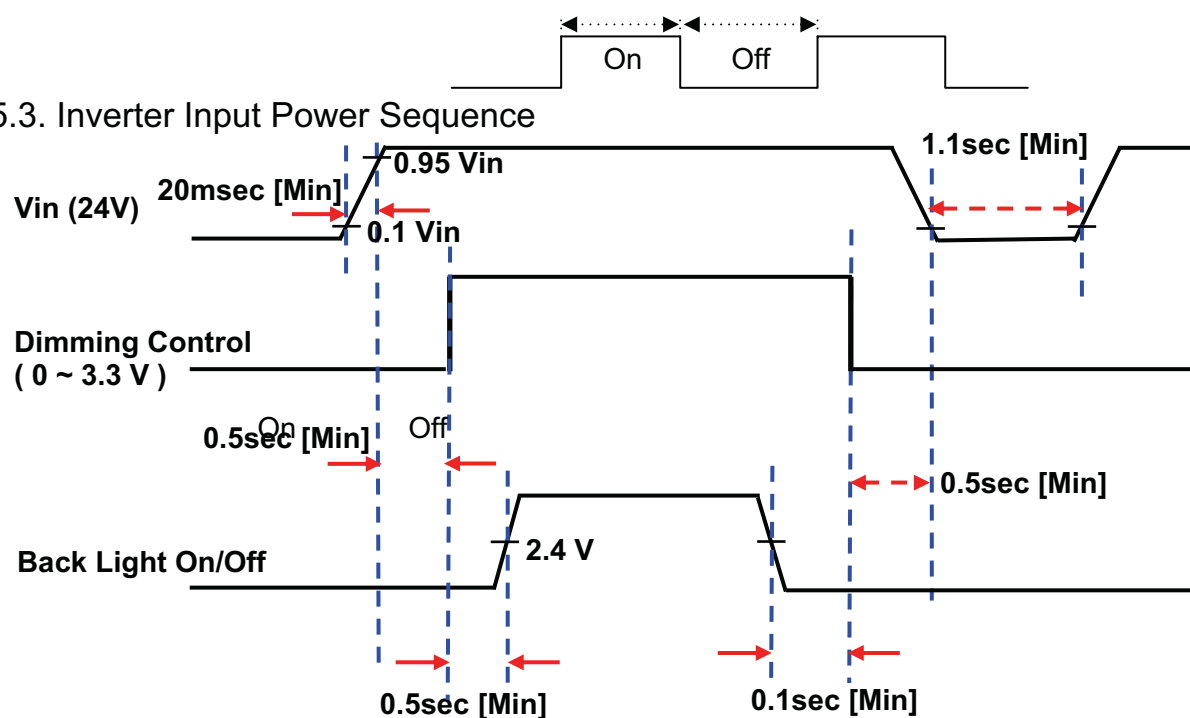 On Off
5.3. Inverter Input Power Sequence
1.1sec [Min]
0.95 Vin
20msec [Min]
Vin (24V)
0.1 Vin
Dimming Control
( 0 ~ 3.3 V )
On Off
0.5sec [Min]
0.5sec [Min]
2.4 V
Back Light On/Off
0.5sec [Min]
0.1sec [Min]